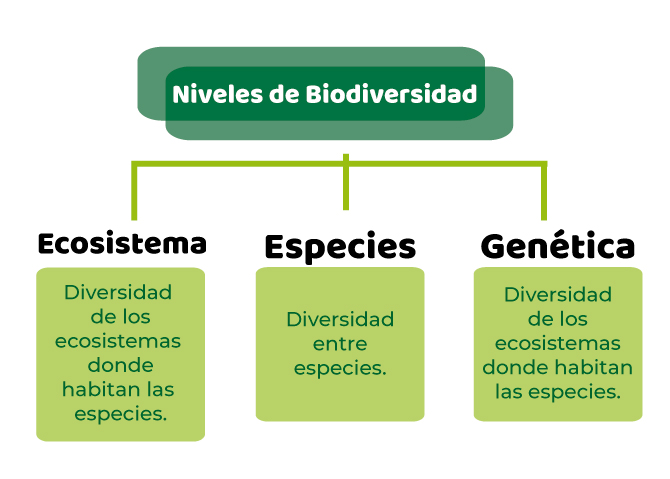 Niveles de Biodiversidad
Ecosistema
Diversidad
de los
ecosistemas
donde
habitan las
especies.
Especies
Diversidad
entre
especies.
Genética
Diversidad
de los
ecosistemas
donde habitan
las especies.